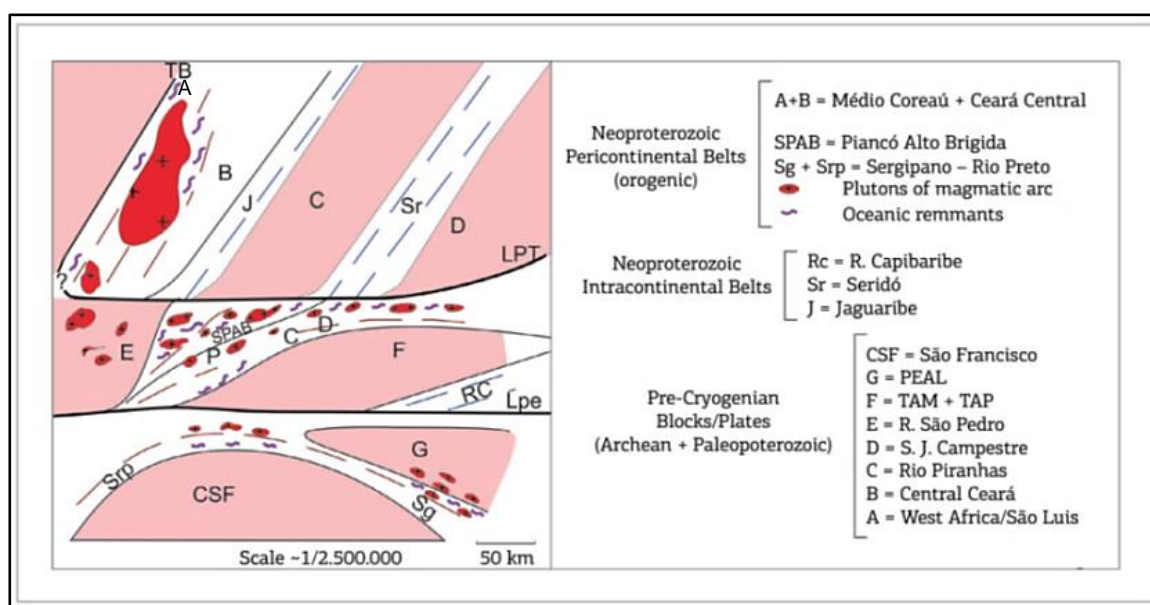 TB
A
B
J
C
Sr
D
LPT
?
E
SPAB
P
C
D
F
RC
Lpe
G
Srp
CSF
Sg
Scale ~1/2.500.000
50 km
Neoproterozoic
Pericontinental Belts
(orogenic)
A+B = Médio Coreaú + Ceará Central
SPAB = Piancó Alto Brigida
Sg + Srp = Sergipano – Rio Preto
Plutons of magmatic arc
Oceanic remnants
Neoproterozoic
Intracontinental Belts
Rc = R. Capibaribe
Sr = Seridó
J = Jaguaribe
Pre-Cryogenian
Blocks/Plates
(Archean + Paleopoterozoic)
CSF = São Francisco
G = PEAL
F = TAM + TAP
E = R. São Pedro
D = S. J. Campestre
C = Rio Piranhas
B = Central Ceará
A = West Africa/São Luis